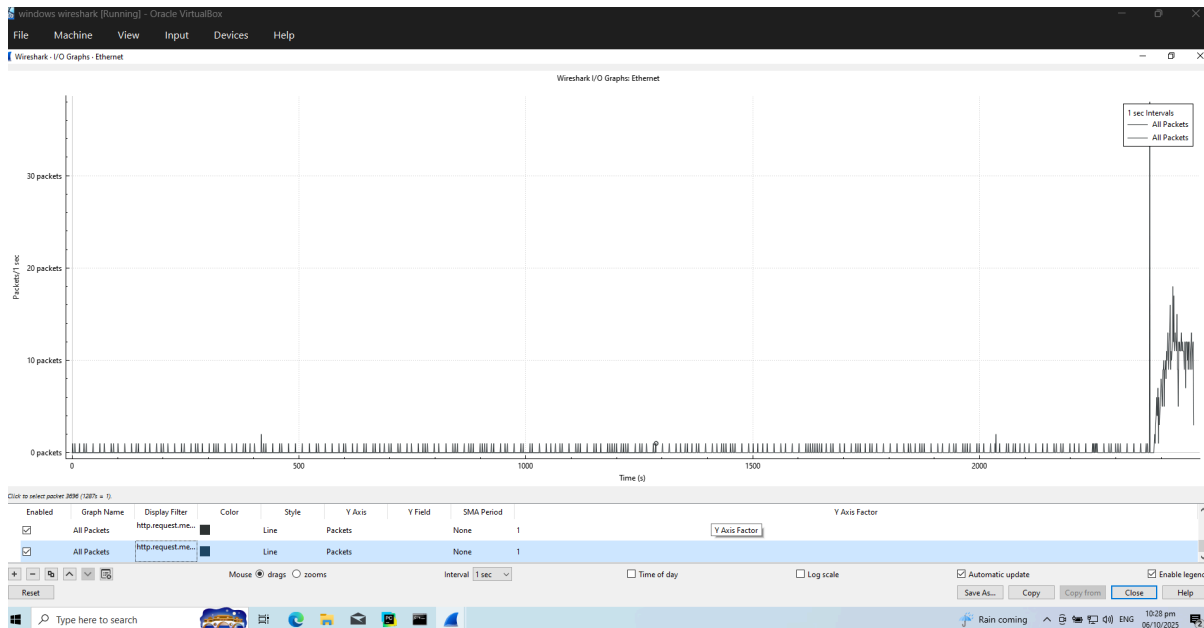 windows wireshark [Running] - Oracle VirtualBox
File Machine View Input Devices Help
Wireshark · I/O Graphs · Ethernet
Wireshark I/O Graphs: Ethernet
1 sec Intervals
All Packets
All Packets
30 packets
20 packets
10 packets
0 packets
Packets/1 sec
0 500 1000 1500 2000
Time (s)
Click to select packet 3696 (1287s = 1).
Enabled Graph Name Display Filter Color Style Y Axis Y Field SMA Period Y Axis Factor
All Packets http.request.me... Line Packets None 1
Y Axis Factor
All Packets http.request.me... Line Packets None 1
Mouse drags zooms Interval 1 sec Time of day Log scale Automatic update Enable legend
Reset Save As... Copy Copy from Close Help
Type here to search Rain coming ENG 10:28 pm
06/10/2025